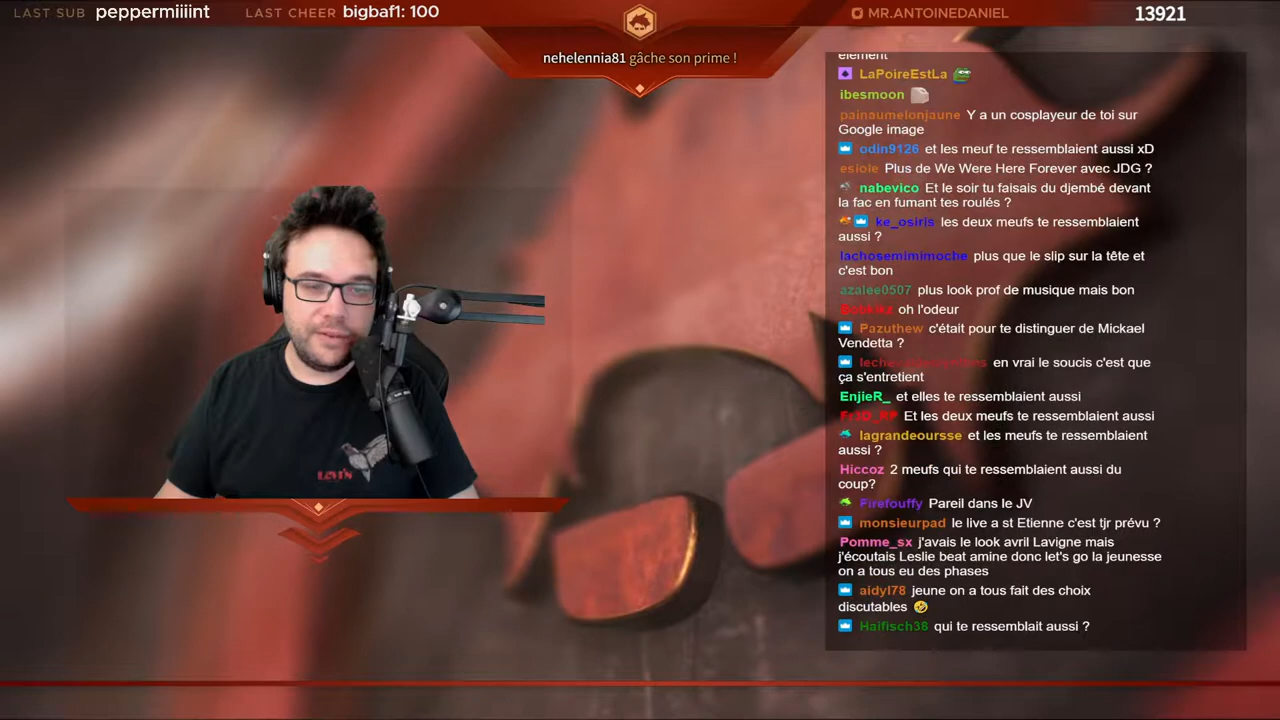 LAST SUB peppermiiiint LAST CHEER bigbaf1: 100
MR.ANTOINEDANIEL
13921
nehelennia81 gâche son prime !
LEVI'S
element
LaPoireEstLa
ibesmoon
painaumelonjaune Y a un cosplayeur de toi sur
Google image
odin9126 et les meuf te ressemblaient aussi xD
esiole Plus de We Were Here Forever avec JDG ?
nabevico Et le soir tu faisais du djembé devant
la fac en fumant tes roulés ?
ke_osiris les deux meufs te ressemblaient
aussi ?
lachosemimimoche plus que le slip sur la tête et
c'est bon
azalee0507 plus look prof de musique mais bon
oh l'odeur
Pazuthew c'était pour te distinguer de Mickael
Vendetta ?
en vrai le soucis c'est que
ça s'entretient
EnjieR_ et elles te ressemblaient aussi
Et les deux meufs te ressemblaient aussi
lagrandeoursse et les meufs te ressemblaient
aussi ?
Hiccoz 2 meufs qui te ressemblaient aussi du
coup?
Firefouffy Pareil dans le JV
monsieurpad le live a st Etienne c'est tjr prévu ?
Pomme_sx j'avais le look avril Lavigne mais
j'écoutais Leslie beat amine donc let's go la jeunesse
on a tous eu des phases
aidyl78 jeune on a tous fait des choix
discutables
Haifisch38 qui te ressemblait aussi ?